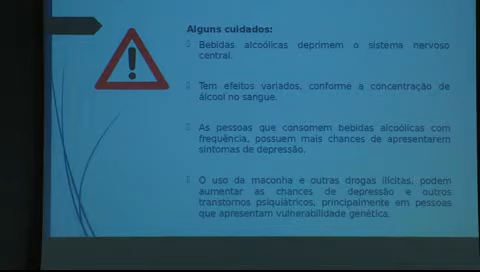 Alguns cuidados:
Bebidas alcoólicas deprimem o sistema nervoso
central.
Tem efeitos variados, conforme a concentração de
álcool no sangue.
As pessoas que consomem bebidas alcoólicas com
frequência, possuem mais chances de apresentarem
sintomas de depressão.
O uso da maconha e outras drogas ilícitas, podem
aumentar as chances de depressão e outros
transtornos psiquiátricos, principalmente em pessoas
que apresentam vulnerabilidade genética.